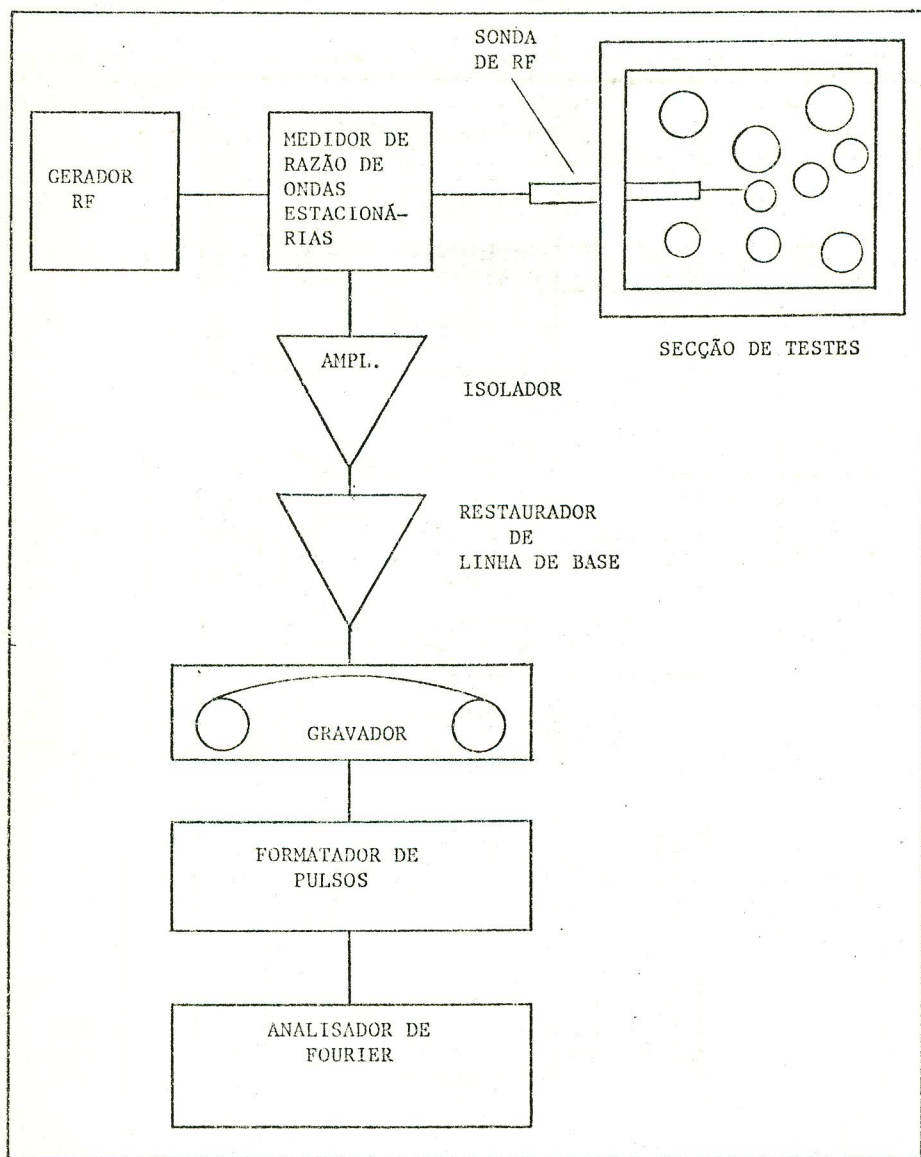 SONDA
DE RF
GERADOR
RF
MEDIDOR DE
RAZÃO DE
ONDAS
ESTACIONÁ-
RIAS
SECÇÃO DE TESTES
AMPL.
ISOLADOR
RESTAURADOR
DE
LINHA DE BASE
GRAVADOR
FORMATADOR DE
PULSOS
ANALISADOR DE
FOURIER